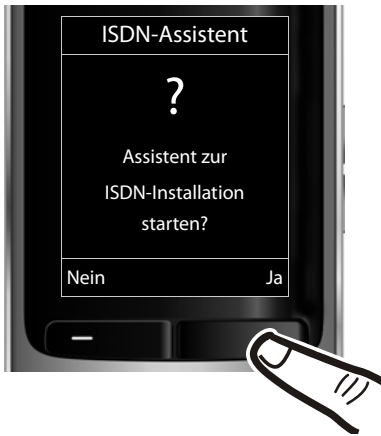 ISDN-Assistent
?
Assistent zur
ISDN-Installation
starten?
Nein Ja